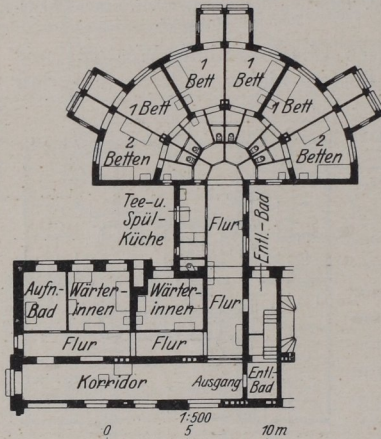 1
Bett
1
Bett
1 Bett
1 Bett
2
Betten
2
Betten
Tee-u.
Spül-
Küche
Flur
Entl.-Bad
Aufn.-
Bad
Wärter-
innen
Wärter-
innen
Flur
Flur
Flur
Korridor
Ausgang
Entl.-
Bad
1:500
0 5 10 m